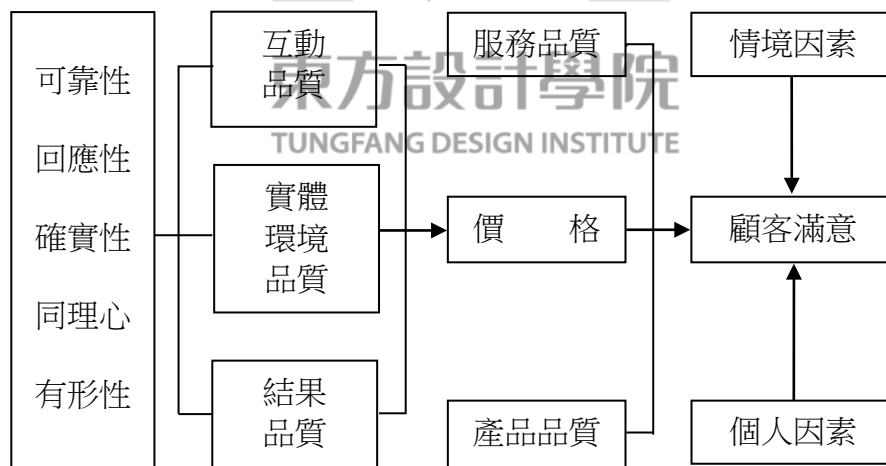 可靠性
回應性
確實性
同理心
有形性
互動
品質
實體
環境
品質
結果
品質
服務品質
價 格
產品品質
情境因素
顧客滿意
個人因素
東方設計學院
TUNGFANG DESIGN INSTITUTE